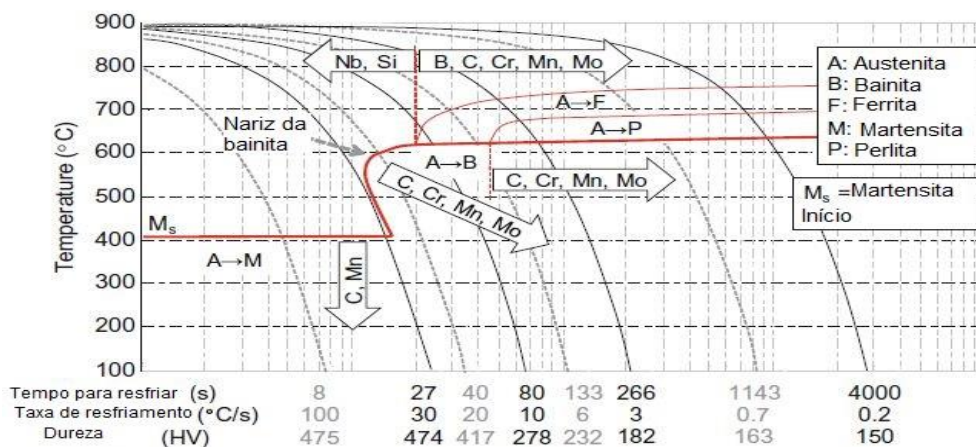 900
800
700
600
500
400
300
200
100
Temperature (°C)
Nb, Si
B, C, Cr, Mn, Mo
A→F
A→P
Nariz da
bainita
A→B
C, Cr, Mn, Mo
C, Cr, Mn, Mo
Ms
A→M
C, Mn
A: Austenita
B: Bainita
F: Ferrita
M: Martensita
P: Perlita
Ms =Martensita
Início
Tempo para resfriar (s) 8 27 40 80 133 266 1143 4000
Taxa de resfriamento (°C/s) 100 30 20 10 6 3 0.7 0.2
Dureza (HV) 475 474 417 278 232 182 163 150